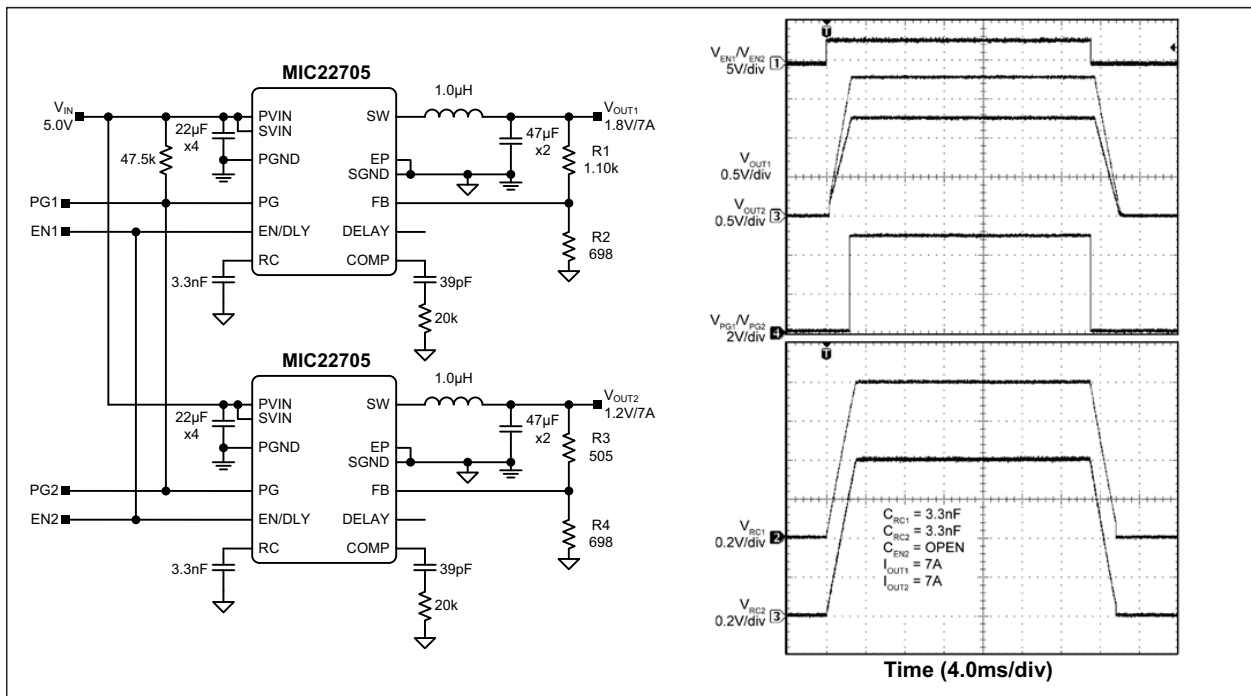 MIC22705
V_IN
5.0V
22µF
x4
47.5k
PG1
EN1
3.3nF
PVIN
SVIN
PGND
PG
EN/DLY
RC
SW
EP
SGND
FB
DELAY
COMP
1.0µH
V_OUT1
1.8V/7A
47µF
x2
R1
1.10k
R2
698
39pF
20k
MIC22705
22µF
x4
PG2
EN2
3.3nF
PVIN
SVIN
PGND
PG
EN/DLY
RC
SW
EP
SGND
FB
DELAY
COMP
1.0µH
V_OUT2
1.2V/7A
47µF
x2
R3
505
R4
698
39pF
20k
T
V_EN1/V_EN2
5V/div
1
V_OUT1
0.5V/div
V_OUT2
0.5V/div
3
V_PG1/V_PG2
2V/div
4
T
V_RC1
0.2V/div
2
V_RC2
0.2V/div
3
C_RC1 = 3.3nF
C_RC2 = 3.3nF
C_EN2 = OPEN
I_OUT1 = 7A
I_OUT2 = 7A
Time (4.0ms/div)